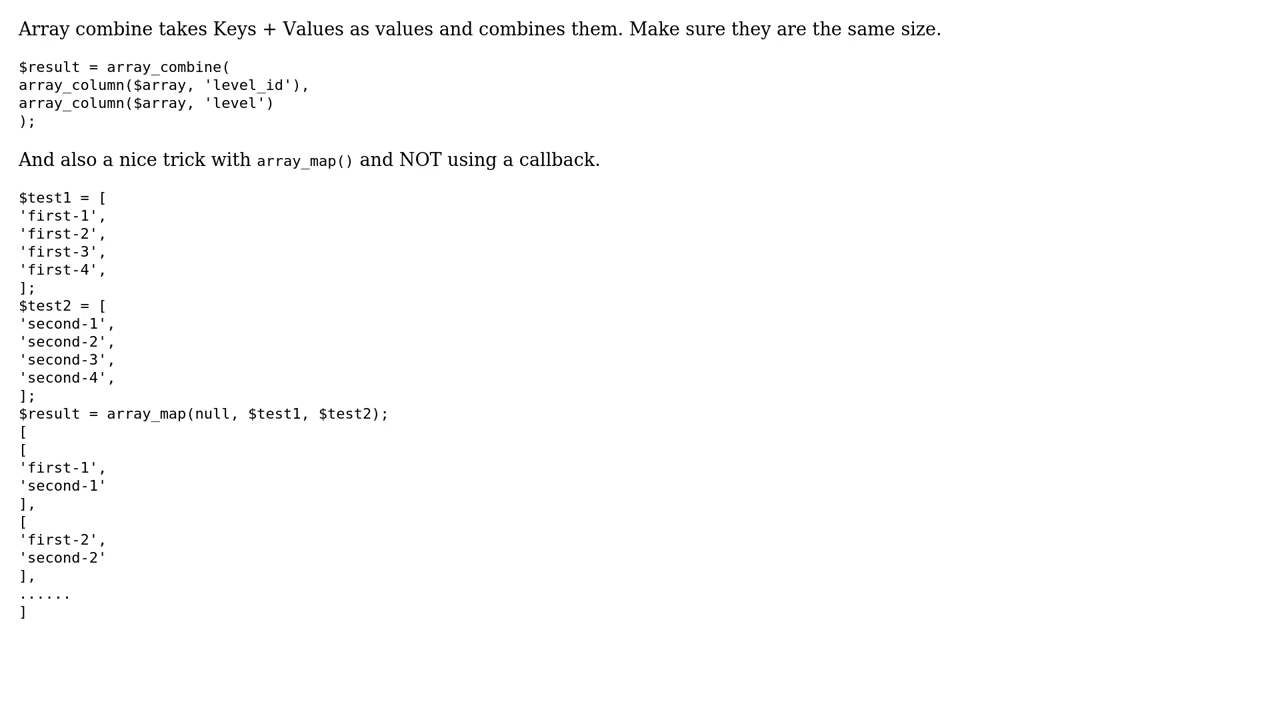 Array combine takes Keys + Values as values and combines them. Make sure they are the same size.
$result = array_combine(
array_column($array, 'level_id'),
array_column($array, 'level')
);
And also a nice trick with array_map() and NOT using a callback.
$test1 = [
'first-1',
'first-2',
'first-3',
'first-4',
];
$test2 = [
'second-1',
'second-2',
'second-3',
'second-4',
];
$result = array_map(null, $test1, $test2);
[
[
'first-1',
'second-1'
],
[
'first-2',
'second-2'
],
......
]